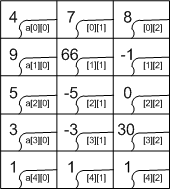 4 7 8
a[0][0] [0][1] [0][2]
9 66 -1
a[1][0] [1][1] [1][2]
5 -5 0
a[2][0] [2][1] [2][2]
3 -3 30
a[3][0] [3][1] [3][2]
1 1 1
a[4][0] [4][1] [4][2]